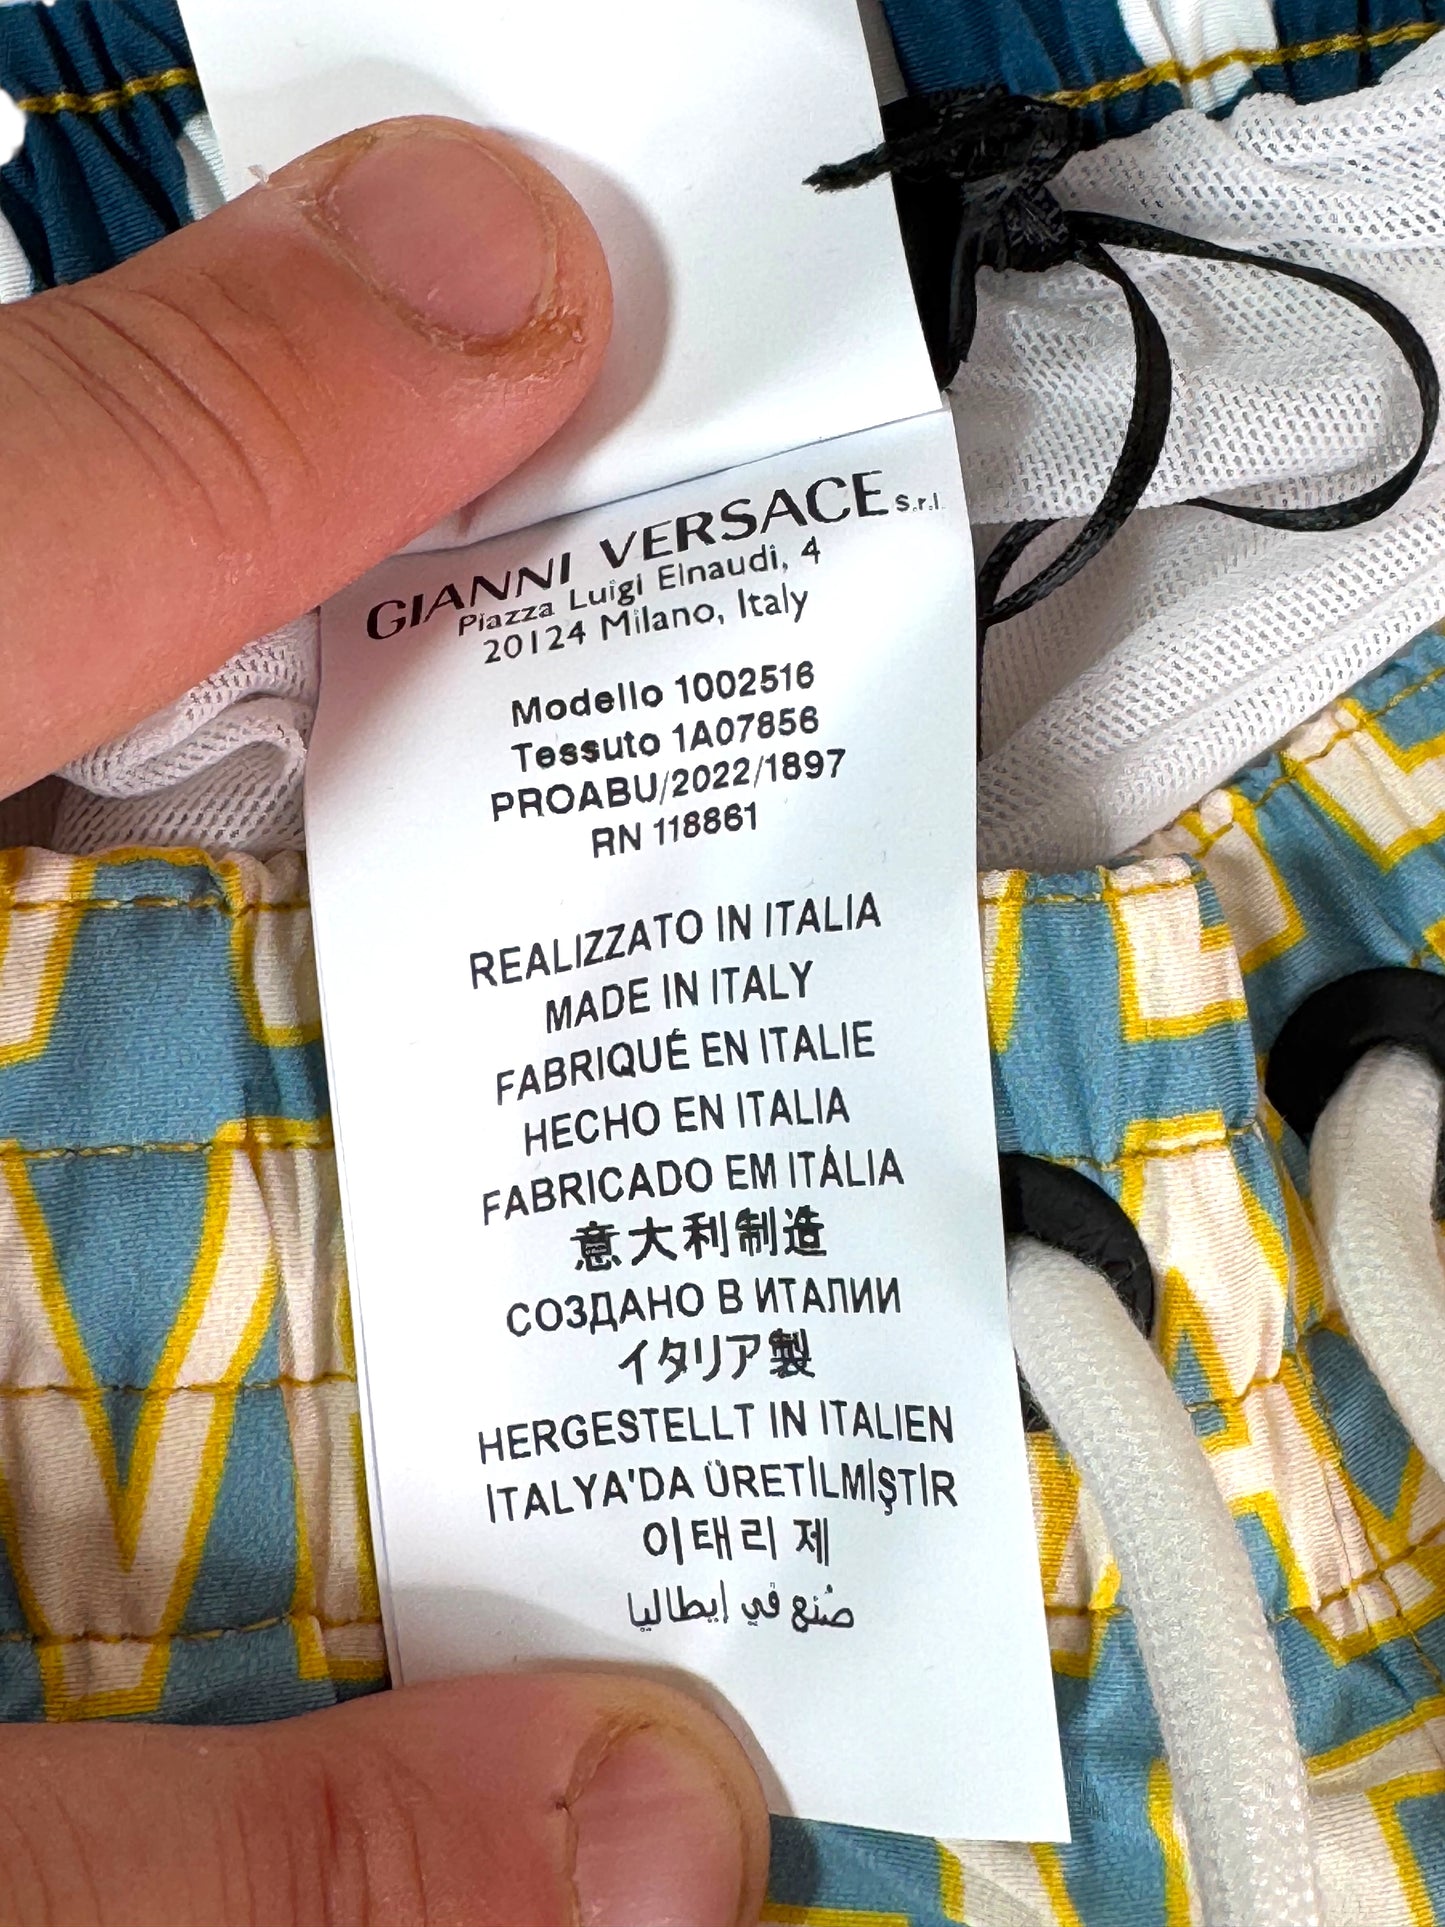 GIANNI VERSACE S.r.l.
Piazza Luigi Einaudi, 4
20124 Milano, Italy
Modello 1002516
Tessuto 1A07856
PROABU/2022/1897
RN 118861
REALIZZATO IN ITALIA
MADE IN ITALY
FABRIQUÉ EN ITALIE
HECHO EN ITALIA
FABRICADO EM ITÁLIA
意大利制造
СОЗДАНО В ИТАЛИИ
イタリア製
HERGESTELLT IN ITALIEN
İTALYA'DA ÜRETİLMİŞTİR
이태리 제
صُنع في إيطاليا